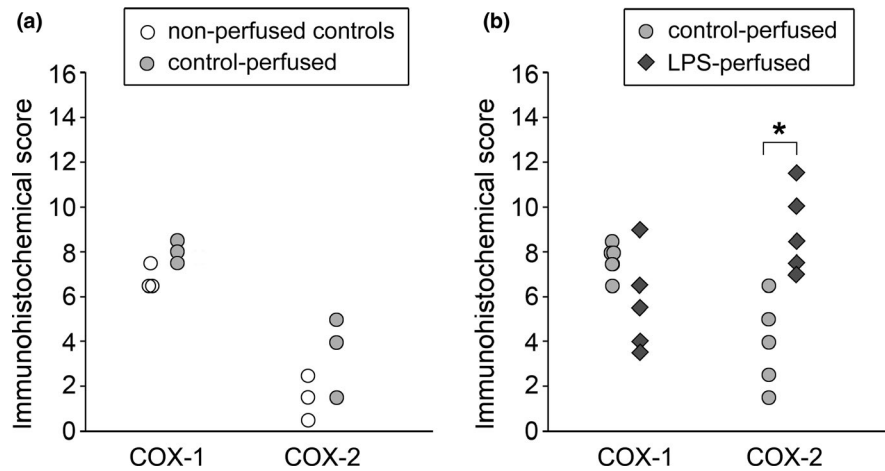 (a)
non-perfused controls
control-perfused
Immunohistochemical score
16
14
12
10
8
6
4
2
0
COX-1
COX-2
(b)
control-perfused
LPS-perfused
Immunohistochemical score
16
14
12
10
8
6
4
2
0
*
COX-1
COX-2